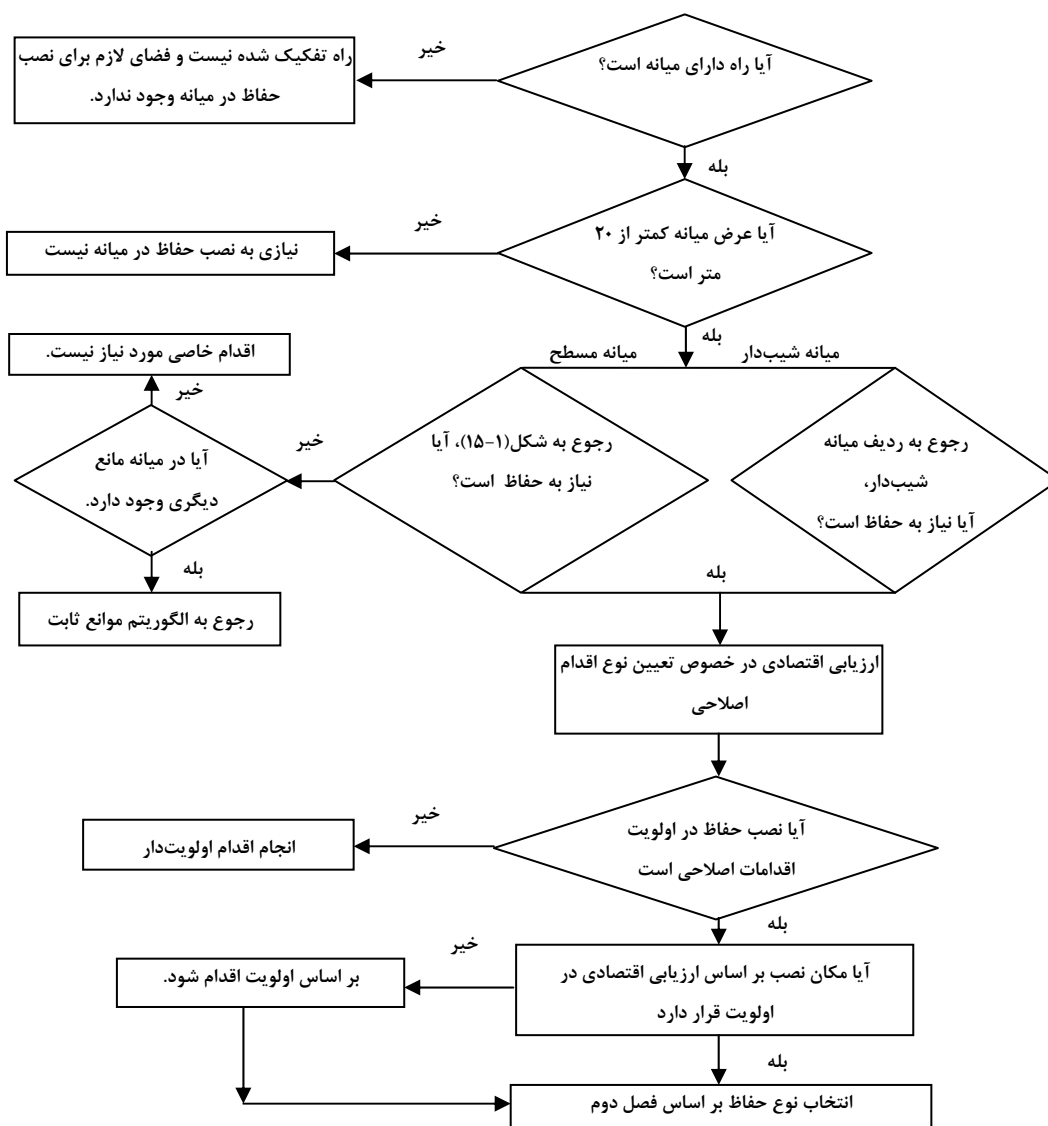 آیا راه دارای میانه است؟
خیر
راه تفکیک شده نیست و فضای لازم برای نصب
حفاظ در میانه وجود ندارد.
بله
آیا عرض میانه کمتر از ۲۰
متر است؟
خیر
نیازی به نصب حفاظ در میانه نیست
بله
میانه شیب‌دار
میانه مسطح
رجوع به ردیف میانه
شیب‌دار،
آیا نیاز به حفاظ است؟
رجوع به شکل(۱-۱۵)، آیا
نیاز به حفاظ است؟
خیر
آیا در میانه مانع
دیگری وجود دارد.
خیر
اقدام خاصی مورد نیاز نیست.
بله
رجوع به الگوریتم موانع ثابت
بله
ارزیابی اقتصادی در خصوص تعیین نوع اقدام
اصلاحی
آیا نصب حفاظ در اولویت
اقدامات اصلاحی است
خیر
انجام اقدام اولویت‌دار
بله
آیا مکان نصب بر اساس ارزیابی اقتصادی در
اولویت قرار دارد
خیر
بر اساس اولویت اقدام شود.
بله
انتخاب نوع حفاظ بر اساس فصل دوم